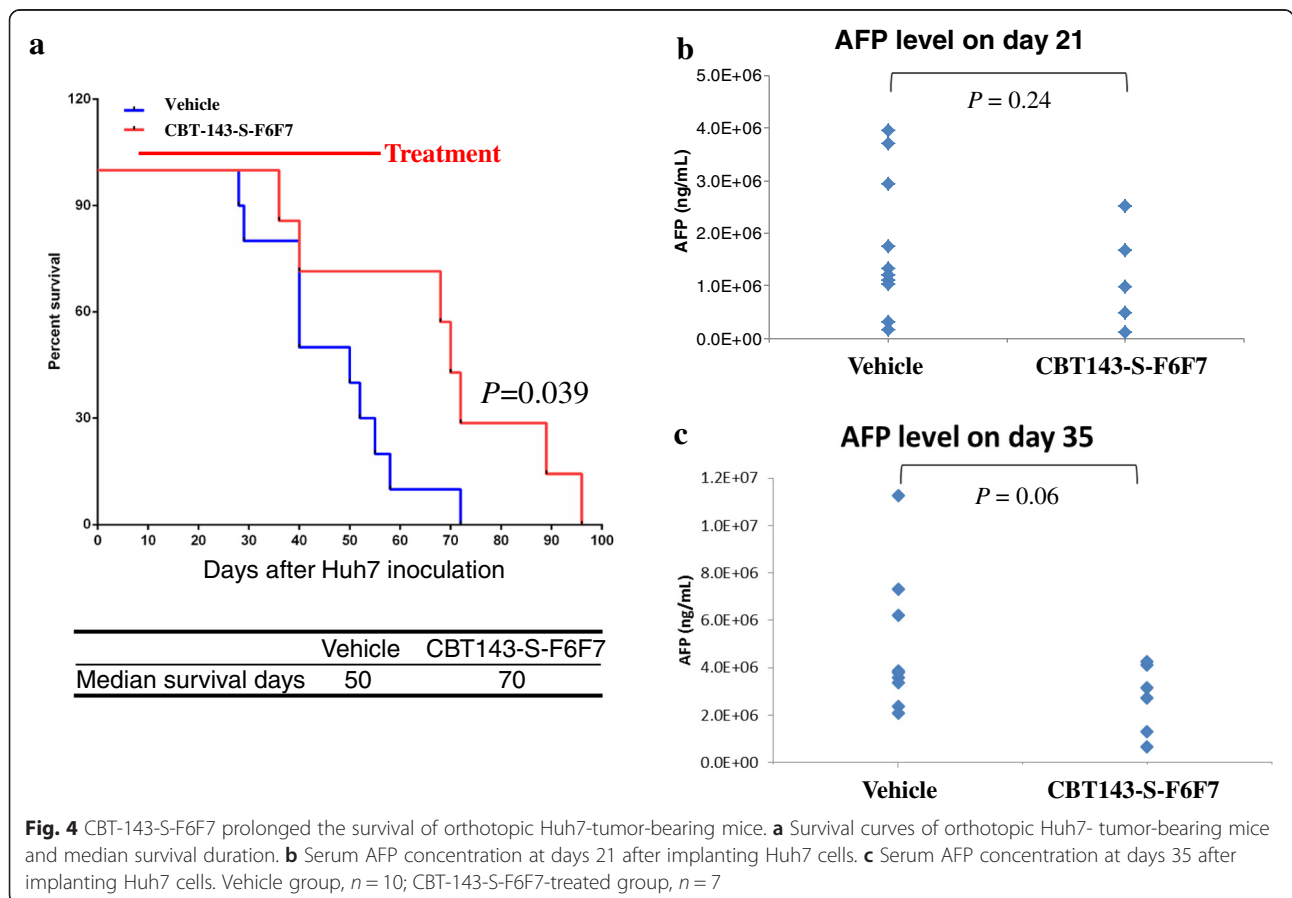 a
120
Vehicle
CBT-143-S-F6F7
Treatment
90
60
30
0
Percent survival
P=0.039
0 10 20 30 40 50 60 70 80 90 100
Days after Huh7 inoculation
Vehicle CBT143-S-F6F7
Median survival days 50 70
b
AFP level on day 21
5.0E+06
4.0E+06
3.0E+06
2.0E+06
1.0E+06
0.0E+00
AFP (ng/mL)
P = 0.24
Vehicle CBT143-S-F6F7
c
AFP level on day 35
1.2E+07
1.0E+07
8.0E+06
6.0E+06
4.0E+06
2.0E+06
0.0E+00
AFP (ng/mL)
P = 0.06
Vehicle CBT143-S-F6F7
Fig. 4 CBT-143-S-F6F7 prolonged the survival of orthotopic Huh7-tumor-bearing mice. a Survival curves of orthotopic Huh7- tumor-bearing mice
and median survival duration. b Serum AFP concentration at days 21 after implanting Huh7 cells. c Serum AFP concentration at days 35 after
implanting Huh7 cells. Vehicle group, n = 10; CBT-143-S-F6F7-treated group, n = 7